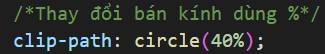 /*Thay đổi bán kính dùng %*/
clip-path: circle(40%);